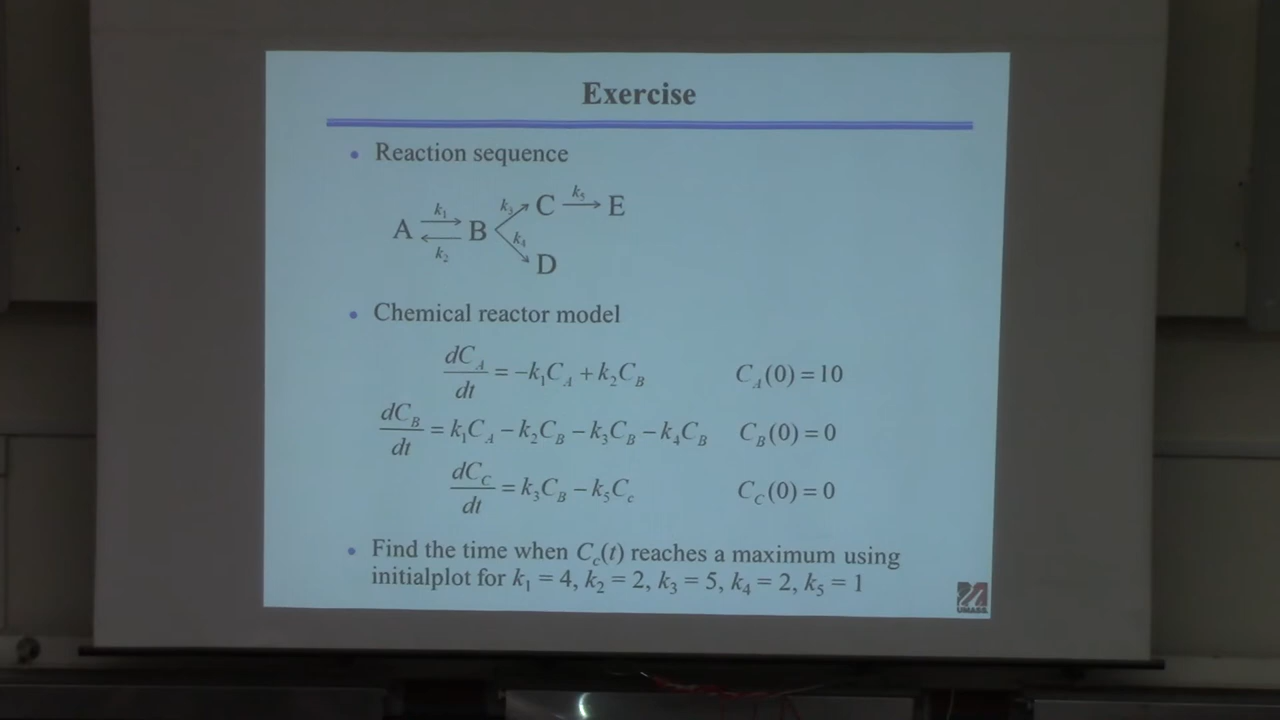 Exercise
• Reaction sequence
A k₁ ⇌ k₂ B k₃ ↗ C k₅ → E
k₄ ↘ D
• Chemical reactor model
dC_A/dt = −k₁C_A + k₂C_B    C_A(0) = 10
dC_B/dt = k₁C_A − k₂C_B − k₃C_B − k₄C_B    C_B(0) = 0
dC_C/dt = k₃C_B − k₅C_c    C_C(0) = 0
• Find the time when C_c(t) reaches a maximum using
initialplot for k₁ = 4, k₂ = 2, k₃ = 5, k₄ = 2, k₅ = 1
UMASS